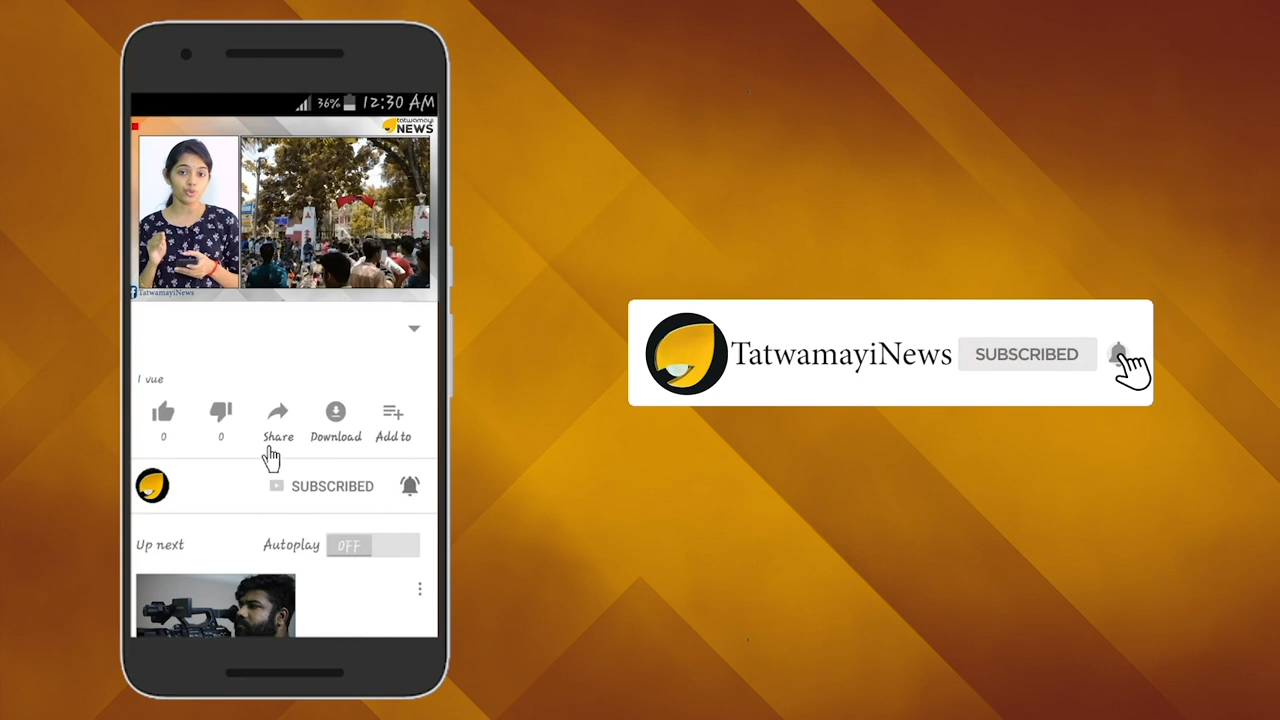 36% 12:30 AM
tatwamayi
NEWS
TatwamayiNews
1 vue
0 0 Share Download Add to
SUBSCRIBED
Up next Autoplay OFF
TatwamayiNews SUBSCRIBED